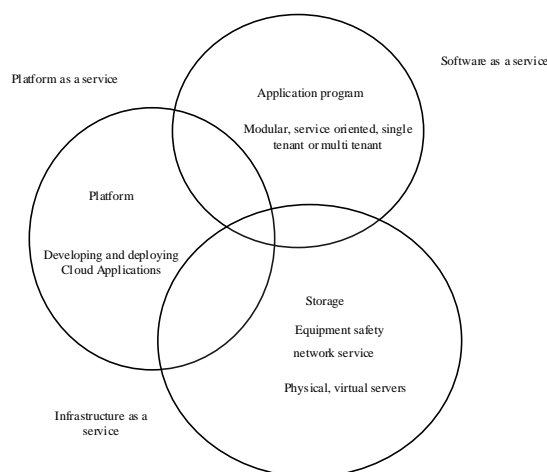 Platform as a service
Software as a service
Application program
Modular, service oriented, single
tenant or multi tenant
Platform
Developing and deploying
Cloud Applications
Storage
Equipment safety
network service
Physical, virtual servers
Infrastructure as a
service